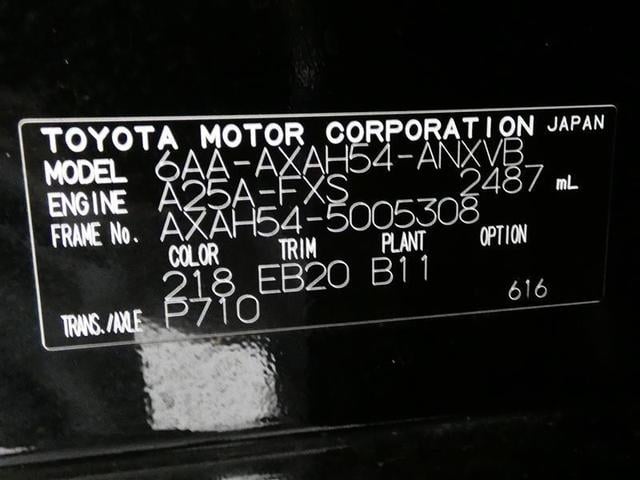 TOYOTA MOTOR CORPORATION JAPAN
MODEL 6AA-AXAH54-ANXVB
ENGINE A25A-FXS 2487 mL
FRAME No. AXAH54-5005308
COLOR TRIM PLANT OPTION
218 EB20 B11
TRANS./AXLE P710 616